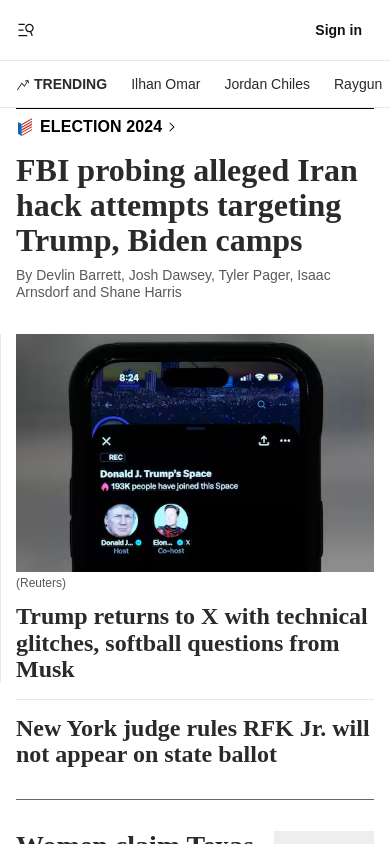 Sign in
TRENDING Ilhan Omar Jordan Chiles Raygun
ELECTION 2024
FBI probing alleged Iran
hack attempts targeting
Trump, Biden camps
By Devlin Barrett, Josh Dawsey, Tyler Pager, Isaac
Arnsdorf and Shane Harris
8:24
REC
Donald J. Trump's Space
193K people have joined this Space
Donald J... Elon... X
Host Co-host
(Reuters)
Trump returns to X with technical
glitches, softball questions from
Musk
New York judge rules RFK Jr. will
not appear on state ballot
Women claim Texas